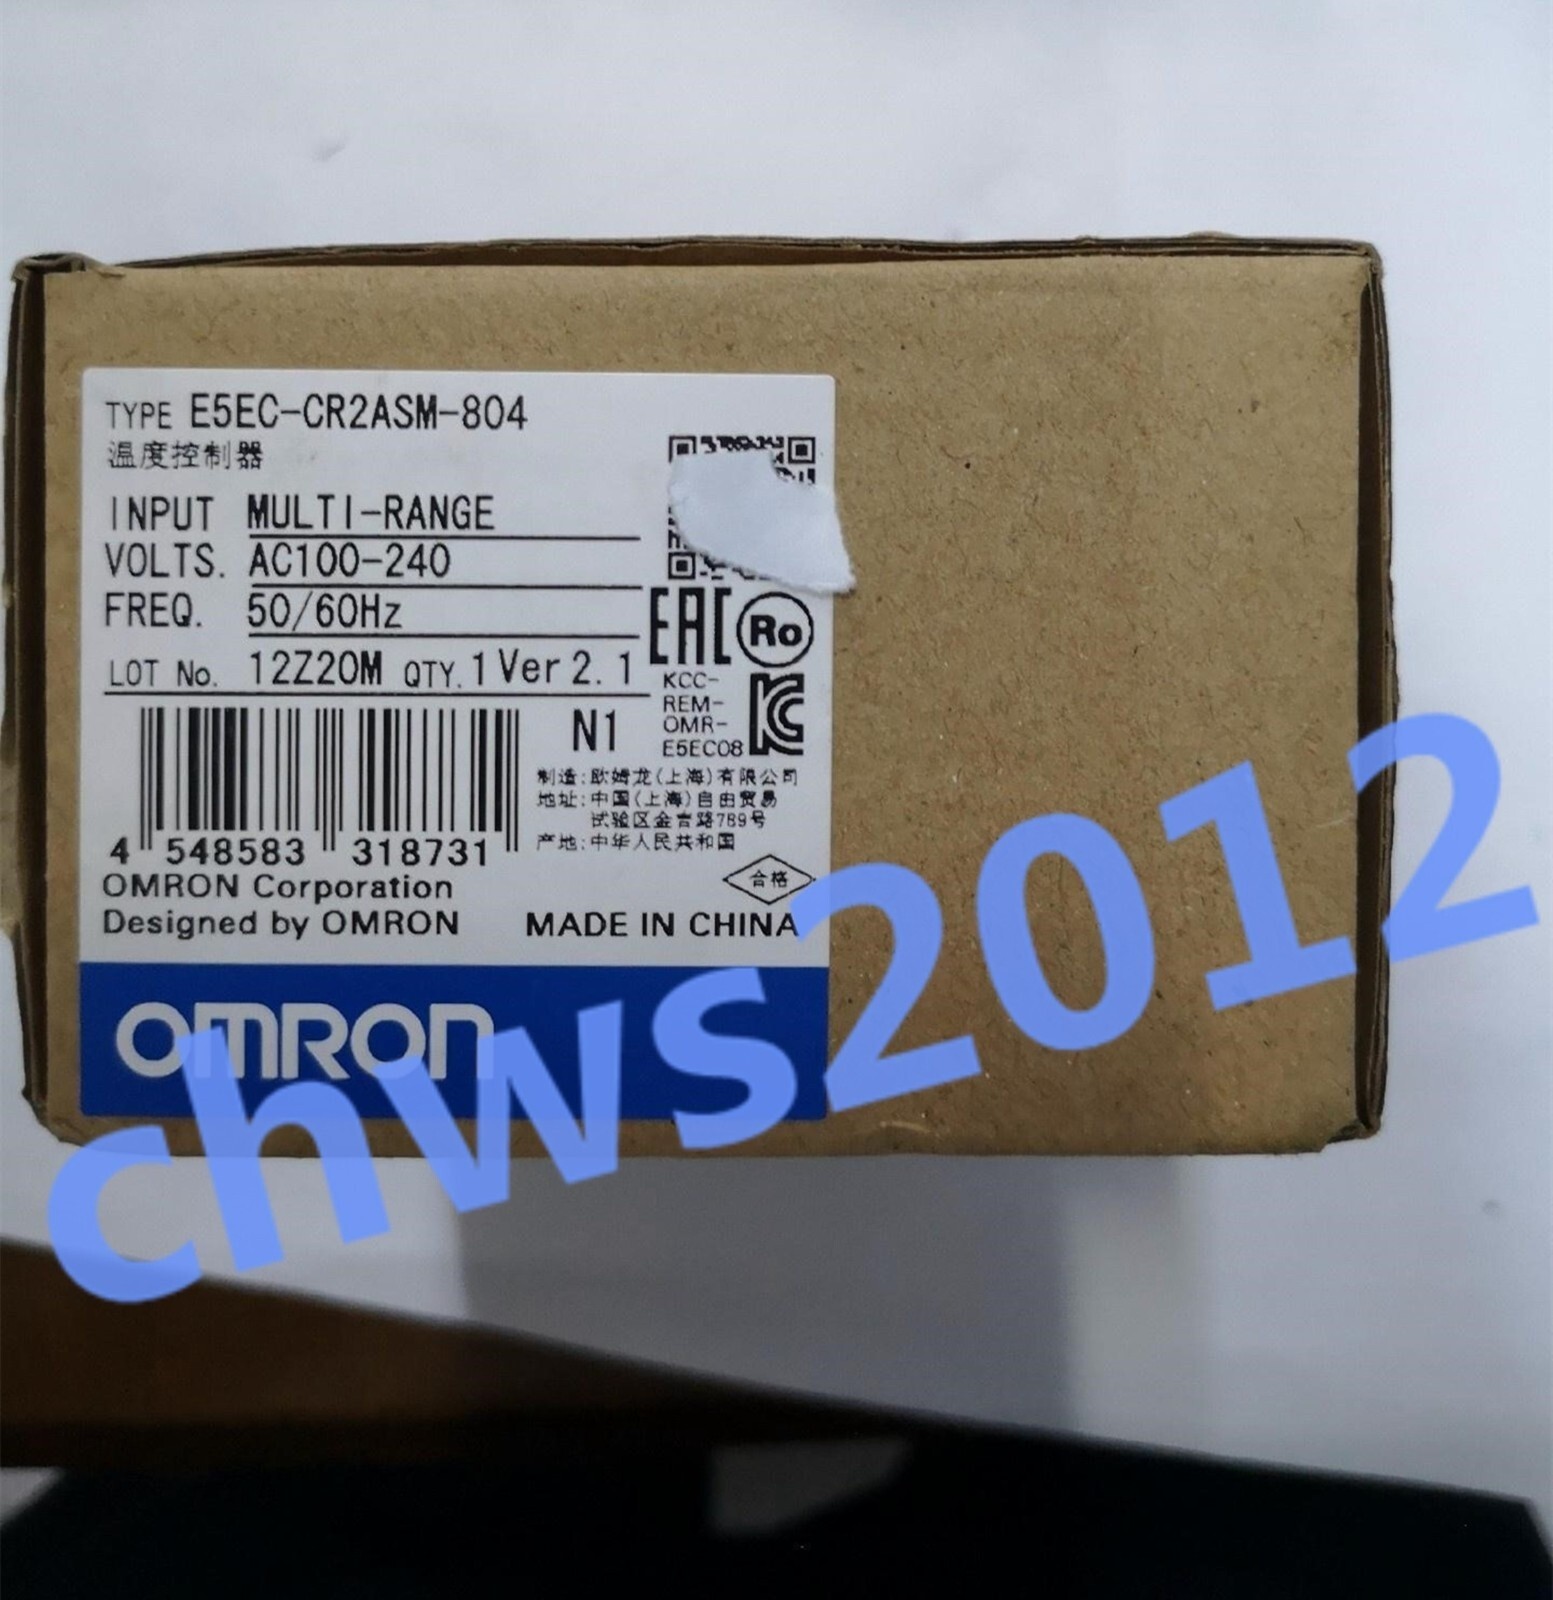 TYPE E5EC-CR2ASM-804
温度控制器
INPUT MULTI-RANGE
VOLTS. AC100-240
FREQ. 50/60Hz
LOT No. 12Z20M QTY. 1 Ver 2.1
EAC Ro
KCC-
REM-
OMR-
E5EC08
KC
N1
制造:欧姆龙(上海)有限公司
地址:中国(上海)自由贸易
试验区金吉路789号
产地:中华人民共和国
4 548583 318731
合格
OMRON Corporation
Designed by OMRON MADE IN CHINA
OMRON
chws2012